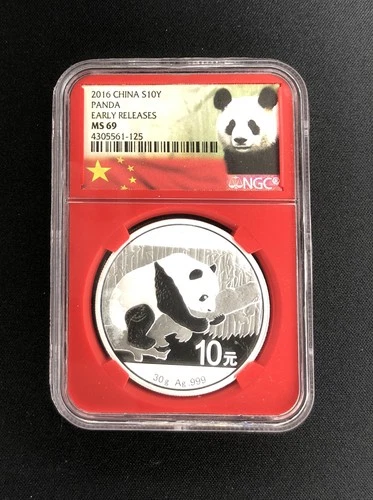 2016 CHINA S10Y
PANDA
EARLY RELEASES
MS 69
4305561-125
NGC
10元
30g Ag .999